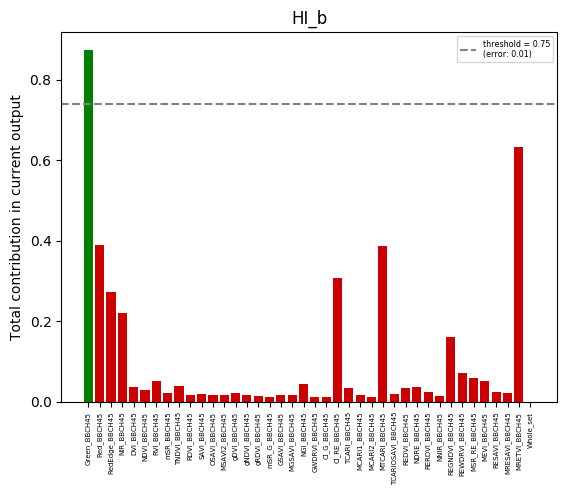 HI_b
threshold = 0.75
(error: 0.01)
Total contribution in current output
0.8
0.6
0.4
0.2
0.0
Green_BBCH45
Red_BBCH45
RedEdge_BBCH45
NIR_BBCH45
DVI_BBCH45
NDVI_BBCH45
RVI_BBCH45
mSR_BBCH45
TNDVI_BBCH45
RDVI_BBCH45
SAVI_BBCH45
OSAVI_BBCH45
MSAVI2_BBCH45
gDVI_BBCH45
gNDVI_BBCH45
gRDVI_BBCH45
mSR_G_BBCH45
GSAVI_BBCH45
MGSAVI_BBCH45
NGI_BBCH45
GWDRVI_BBCH45
CI_G_BBCH45
CI_RE_BBCH45
TCARI_BBCH45
MCARI1_BBCH45
MCARI2_BBCH45
MTCARI_BBCH45
TCARIOSAVI_BBCH45
REDVI_BBCH45
NDRE_BBCH45
RERDVI_BBCH45
NNIR_BBCH45
REGNDVI_BBCH45
REWDRVI_BBCH45
MSR_RE_BBCH45
MEVI_BBCH45
RESAVI_BBCH45
MRESAVI_BBCH45
MRETVI_BBCH45
Whole_set